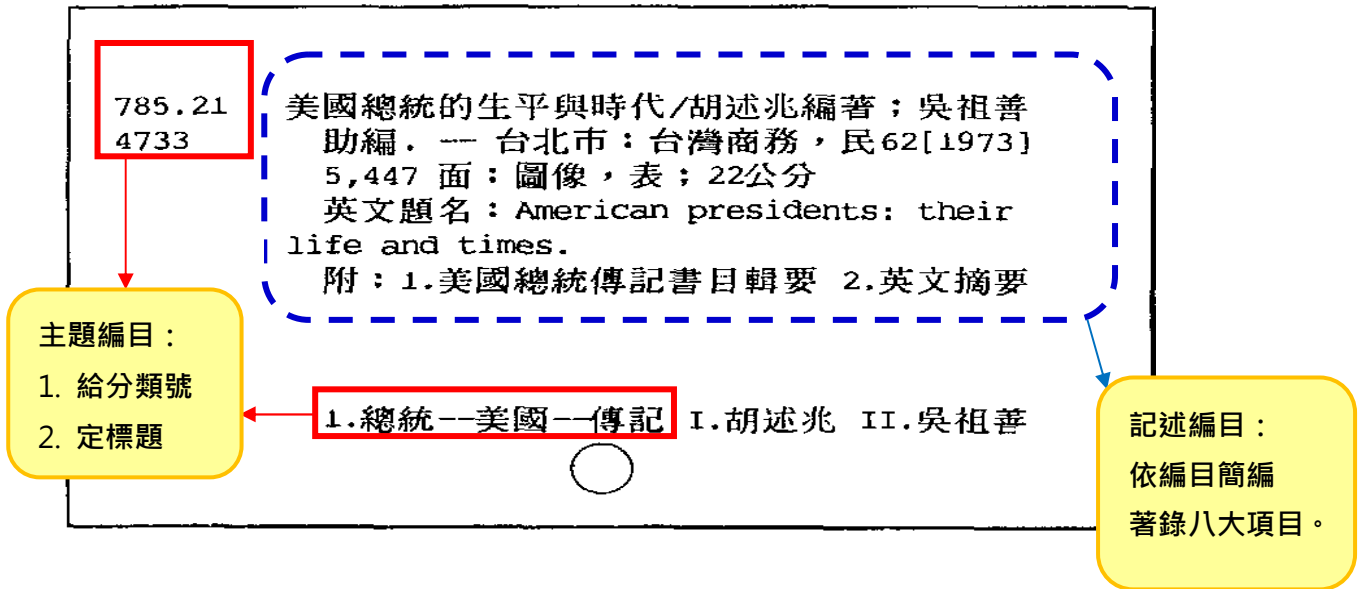 785.21
4733
美國總統的生平與時代/胡述兆編著；吳祖善
助編. -- 台北市：台灣商務，民62[1973]
5,447 面：圖像，表；22公分
英文題名：American presidents: their
life and times.
附：1.美國總統傳記書目輯要 2.英文摘要
1.總統--美國--傳記 I.胡述兆 II.吳祖善
主題編目：
1. 給分類號
2. 定標題
記述編目：
依編目簡編
著錄八大項目。